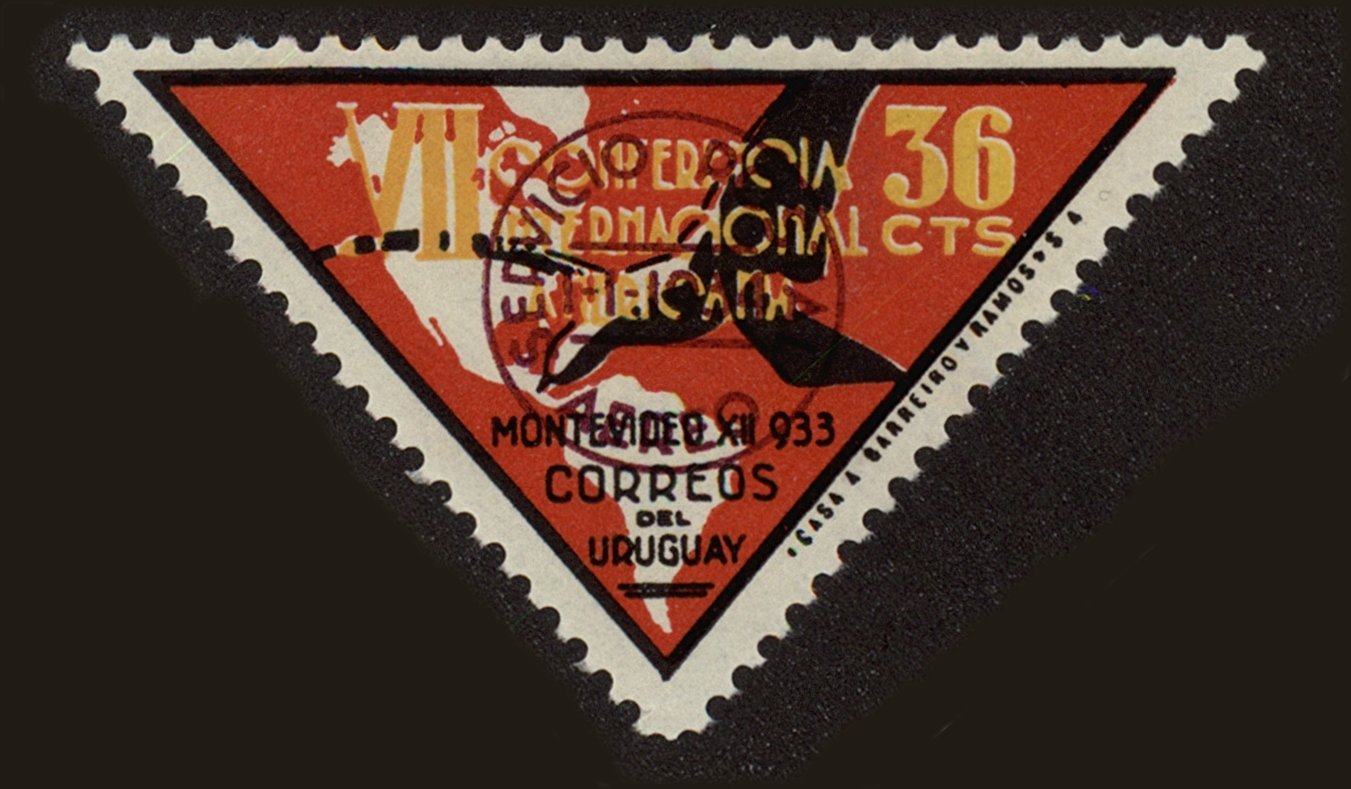 VII CONFERENCIA
INTERNACIONAL
AMERICANA
36
CTS
MONTEVIDEO XII 933
CORREOS
DEL
URUGUAY
CASA A BARREIRO Y RAMOS S A
SERVICIO
AEREO